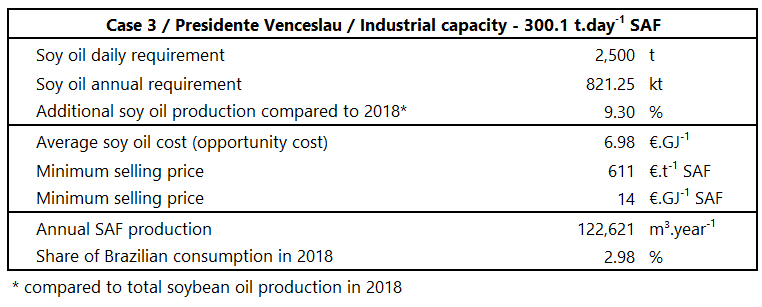 Case 3 / Presidente Venceslau / Industrial capacity - 300.1 t.day⁻¹ SAF
Soy oil daily requirement 2,500 t
Soy oil annual requirement 821.25 kt
Additional soy oil production compared to 2018* 9.30 %
Average soy oil cost (opportunity cost) 6.98 €.GJ⁻¹
Minimum selling price 611 €.t⁻¹ SAF
Minimum selling price 14 €.GJ⁻¹ SAF
Annual SAF production 122,621 m³.year⁻¹
Share of Brazilian consumption in 2018 2.98 %
* compared to total soybean oil production in 2018